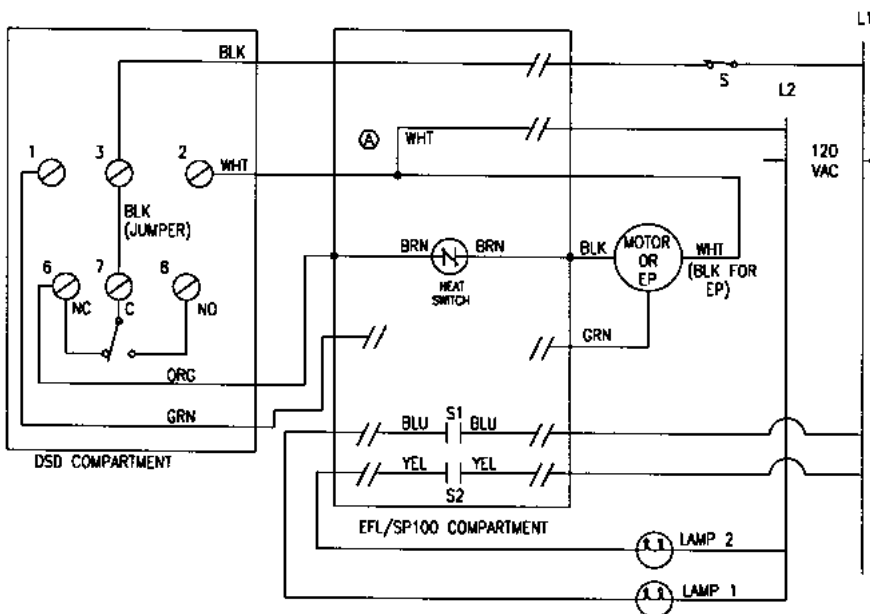 L1
BLK
S
L2
A
WHT
1
3
2
WHT
120
VAC
BLK
(JUMPER)
BRN
BRN
BLK
MOTOR
OR
EP
WHT
(BLK FOR
EP)
6
7
8
HEAT
SWITCH
NC
C
NO
GRN
ORG
GRN
BLU
S1
BLU
YEL
YEL
S2
DSD COMPARTMENT
EFL/SP100 COMPARTMENT
LAMP 2
LAMP 1